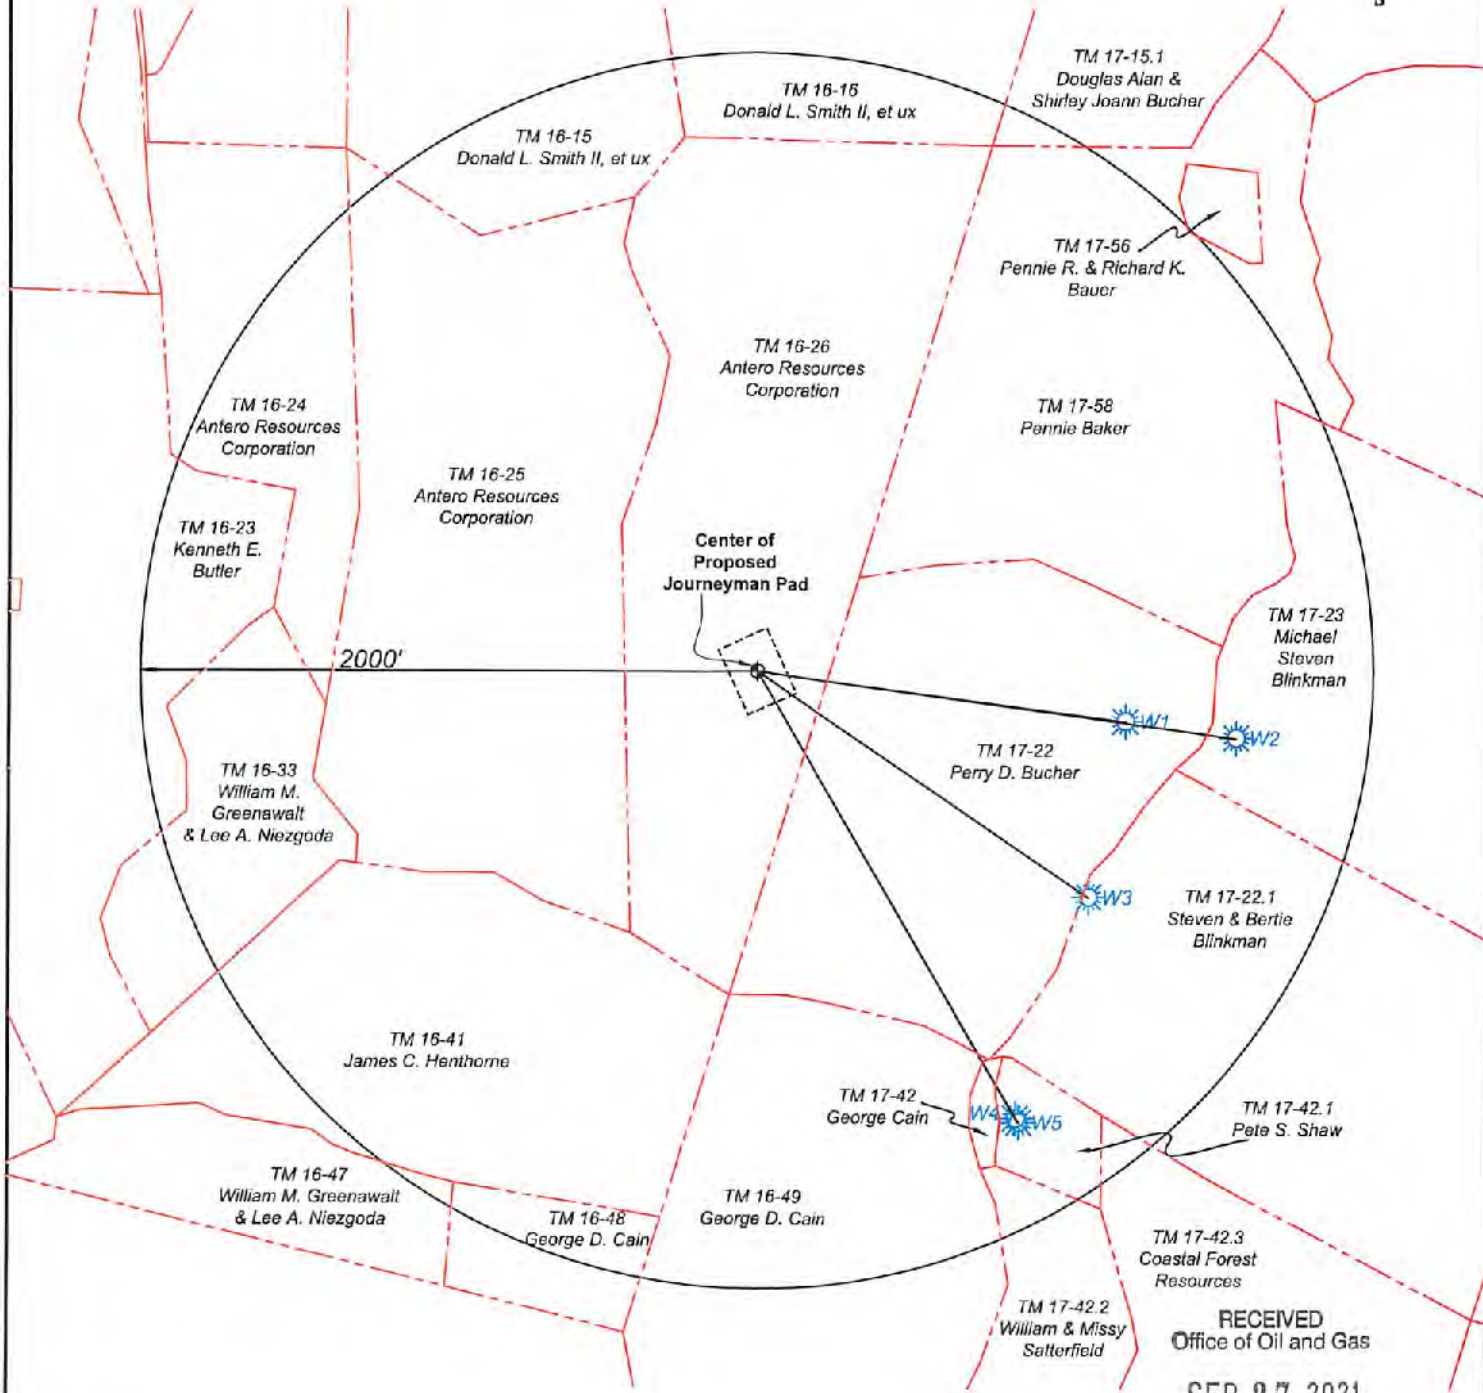 TM 17-15.1
Douglas Alan &
Shirley Joann Bucher
TM 16-16
Donald L. Smith II, et ux
TM 16-15
Donald L. Smith II, et ux
TM 17-56
Pennie R. & Richard K.
Bauer
TM 16-26
Antero Resources
Corporation
TM 17-58
Pennie Baker
TM 16-24
Antero Resources
Corporation
TM 16-25
Antero Resources
Corporation
TM 16-23
Kenneth E.
Butler
Center of
Proposed
Journeyman Pad
TM 17-23
Michael
Steven
Blinkman
2000'
W1
W2
TM 17-22
Perry D. Bucher
TM 16-33
William M.
Greenawalt
& Lee A. Niezgoda
W3
TM 17-22.1
Steven & Bertie
Blinkman
TM 16-41
James C. Henthorne
TM 17-42
George Cain
W4
W5
TM 17-42.1
Pete S. Shaw
TM 16-47
William M. Greenawalt
& Lee A. Niezgoda
TM 16-48
George D. Cain
TM 16-49
George D. Cain
TM 17-42.3
Coastal Forest
Resources
TM 17-42.2
William & Missy
Satterfield
RECEIVED
Office of Oil and Gas
2021